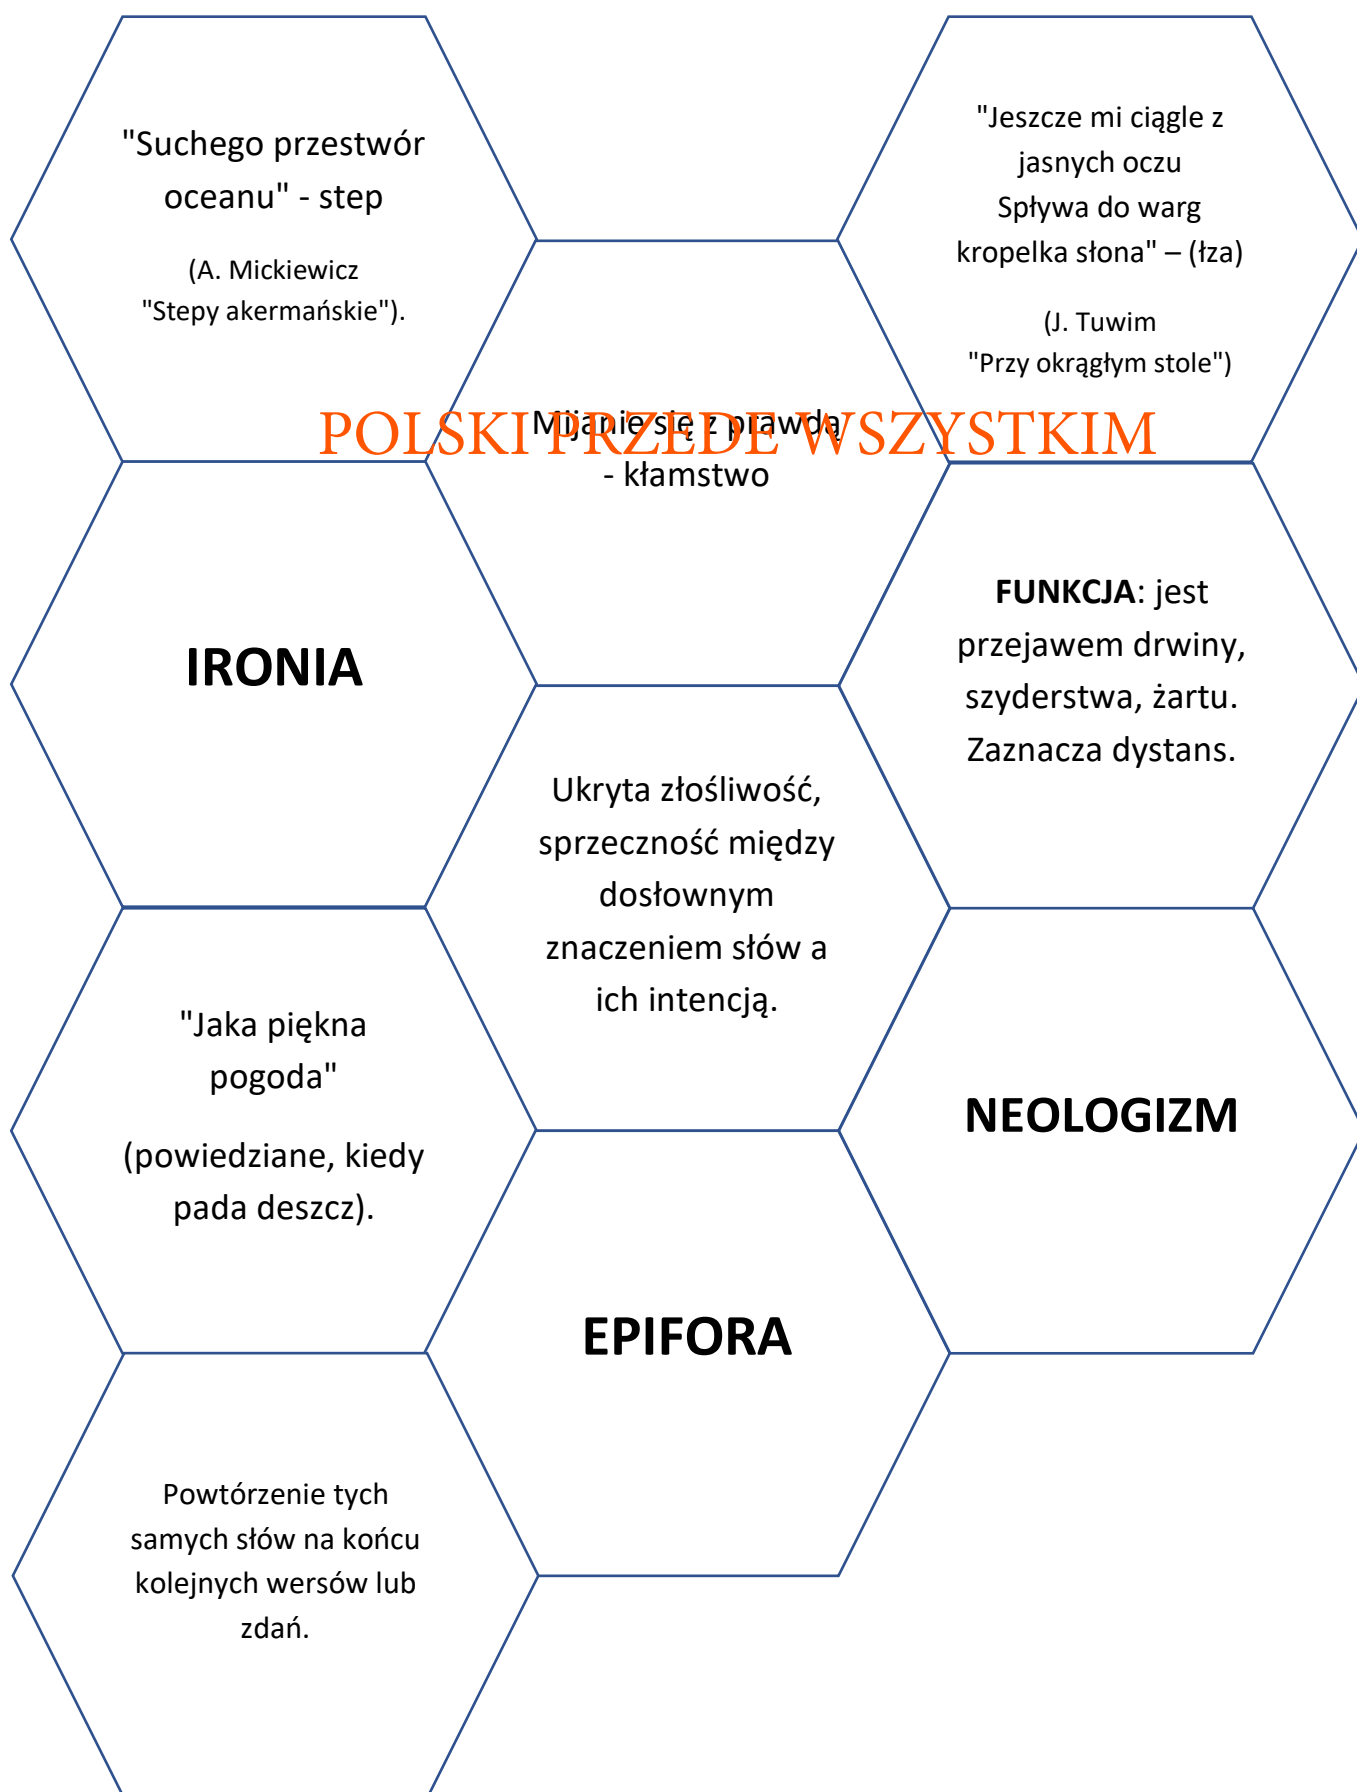 "Suchego przestwór
oceanu" - step
(A. Mickiewicz
"Stepy akermańskie").
"Jeszcze mi ciągle z
jasnych oczu
Spływa do warg
kropelka słona" – (łza)
(J. Tuwim
"Przy okrągłym stole")
POLSKI PRZEDE WSZYSTKIM
Mijanie się z prawdą
- kłamstwo
IRONIA
FUNKCJA: jest
przejawem drwiny,
szyderstwa, żartu.
Zaznacza dystans.
Ukryta złośliwość,
sprzeczność między
dosłownym
znaczeniem słów a
ich intencją.
"Jaka piękna
pogoda"
(powiedziane, kiedy
pada deszcz).
NEOLOGIZM
EPIFORA
Powtórzenie tych
samych słów na końcu
kolejnych wersów lub
zdań.